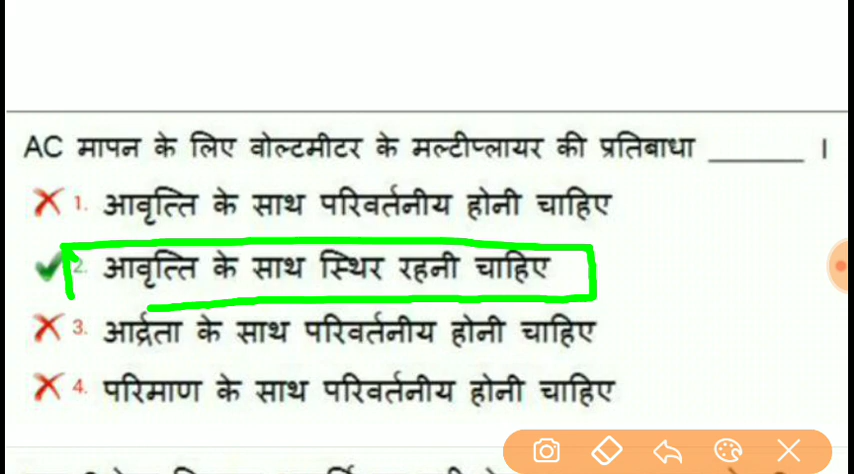 AC मापन के लिए वोल्टमीटर के मल्टीप्लायर की प्रतिबाधा ______ ।
1. आवृत्ति के साथ परिवर्तनीय होनी चाहिए
2. आवृत्ति के साथ स्थिर रहनी चाहिए
3. आर्द्रता के साथ परिवर्तनीय होनी चाहिए
4. परिमाण के साथ परिवर्तनीय होनी चाहिए